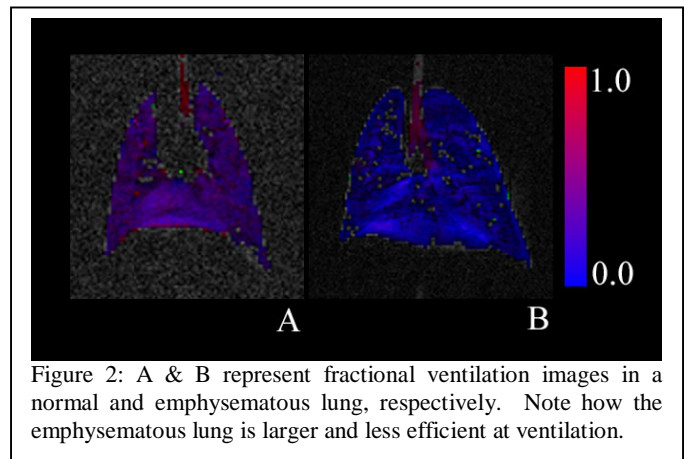 1.0
0.0
A
B
Figure 2: A & B represent fractional ventilation images in a
normal and emphysematous lung, respectively. Note how the
emphysematous lung is larger and less efficient at ventilation.